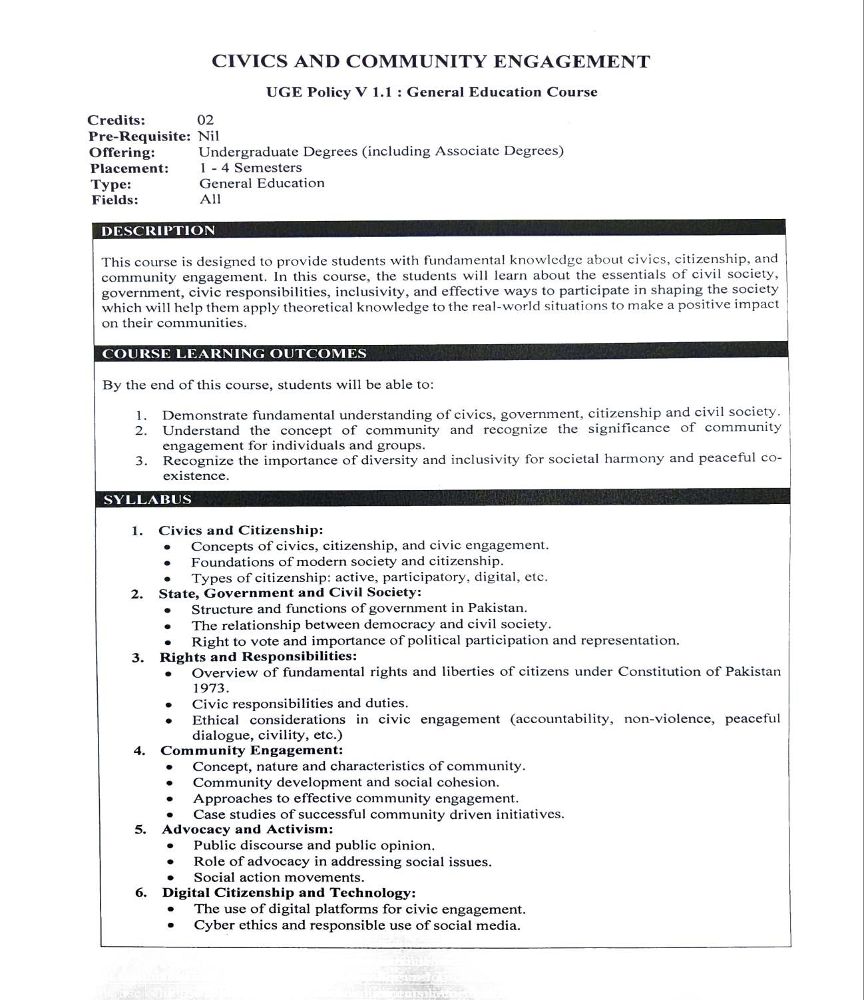 CIVICS AND COMMUNITY ENGAGEMENT
UGE Policy V 1.1 : General Education Course
Credits: 02
Pre-Requisite: Nil
Offering: Undergraduate Degrees (including Associate Degrees)
Placement: 1 - 4 Semesters
Type: General Education
Fields: All
DESCRIPTION
This course is designed to provide students with fundamental knowledge about civics, citizenship, and
community engagement. In this course, the students will learn about the essentials of civil society,
government, civic responsibilities, inclusivity, and effective ways to participate in shaping the society
which will help them apply theoretical knowledge to the real-world situations to make a positive impact
on their communities.
COURSE LEARNING OUTCOMES
By the end of this course, students will be able to:
1. Demonstrate fundamental understanding of civics, government, citizenship and civil society.
2. Understand the concept of community and recognize the significance of community
engagement for individuals and groups.
3. Recognize the importance of diversity and inclusivity for societal harmony and peaceful co-
existence.
SYLLABUS
1. Civics and Citizenship:
• Concepts of civics, citizenship, and civic engagement.
• Foundations of modern society and citizenship.
• Types of citizenship: active, participatory, digital, etc.
2. State, Government and Civil Society:
• Structure and functions of government in Pakistan.
• The relationship between democracy and civil society.
• Right to vote and importance of political participation and representation.
3. Rights and Responsibilities:
• Overview of fundamental rights and liberties of citizens under Constitution of Pakistan
1973.
• Civic responsibilities and duties.
• Ethical considerations in civic engagement (accountability, non-violence, peaceful
dialogue, civility, etc.)
4. Community Engagement:
• Concept, nature and characteristics of community.
• Community development and social cohesion.
• Approaches to effective community engagement.
• Case studies of successful community driven initiatives.
5. Advocacy and Activism:
• Public discourse and public opinion.
• Role of advocacy in addressing social issues.
• Social action movements.
6. Digital Citizenship and Technology:
• The use of digital platforms for civic engagement.
• Cyber ethics and responsible use of social media.